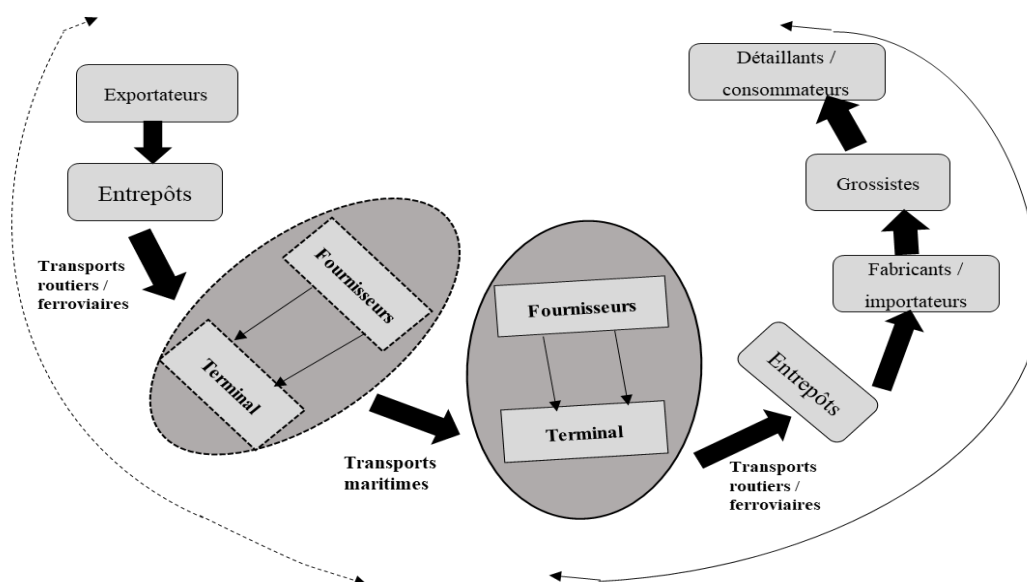 Exportateurs
Entrepôts
Transports
routiers /
ferroviaires
Fournisseurs
Terminal
Transports
maritimes
Fournisseurs
Terminal
Transports
routiers /
ferroviaires
Entrepôts
Fabricants /
importateurs
Grossistes
Détaillants /
consommateurs